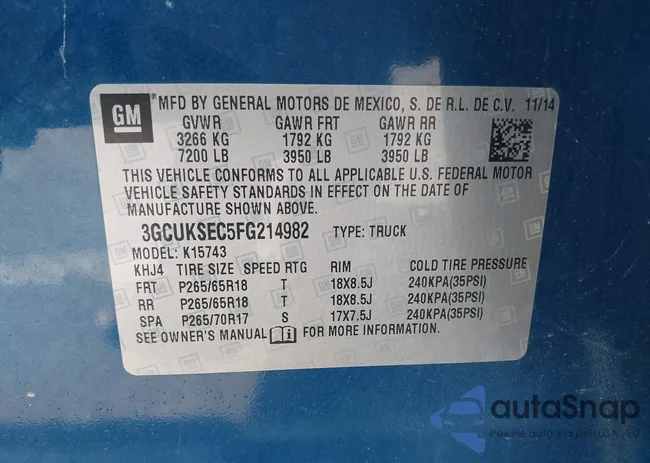 GM
MFD BY GENERAL MOTORS DE MEXICO, S. DE R.L. DE C.V. 11/14
GVWR GAWR FRT GAWR RR
3266 KG 1792 KG 1792 KG
7200 LB 3950 LB 3950 LB
THIS VEHICLE CONFORMS TO ALL APPLICABLE U.S. FEDERAL MOTOR
VEHICLE SAFETY STANDARDS IN EFFECT ON THE DATE OF
MANUFACTURE SHOWN ABOVE.
3GCUKSEC5FG214982 TYPE: TRUCK
MODEL: K15743
KHJ4 TIRE SIZE SPEED RTG RIM COLD TIRE PRESSURE
FRT P265/65R18 T 18X8.5J 240KPA(35PSI)
RR P265/65R18 T 18X8.5J 240KPA(35PSI)
SPA P265/70R17 S 17X7.5J 240KPA(35PSI)
SEE OWNER'S MANUAL FOR MORE INFORMATION.
autaSnap
Pewne auta z